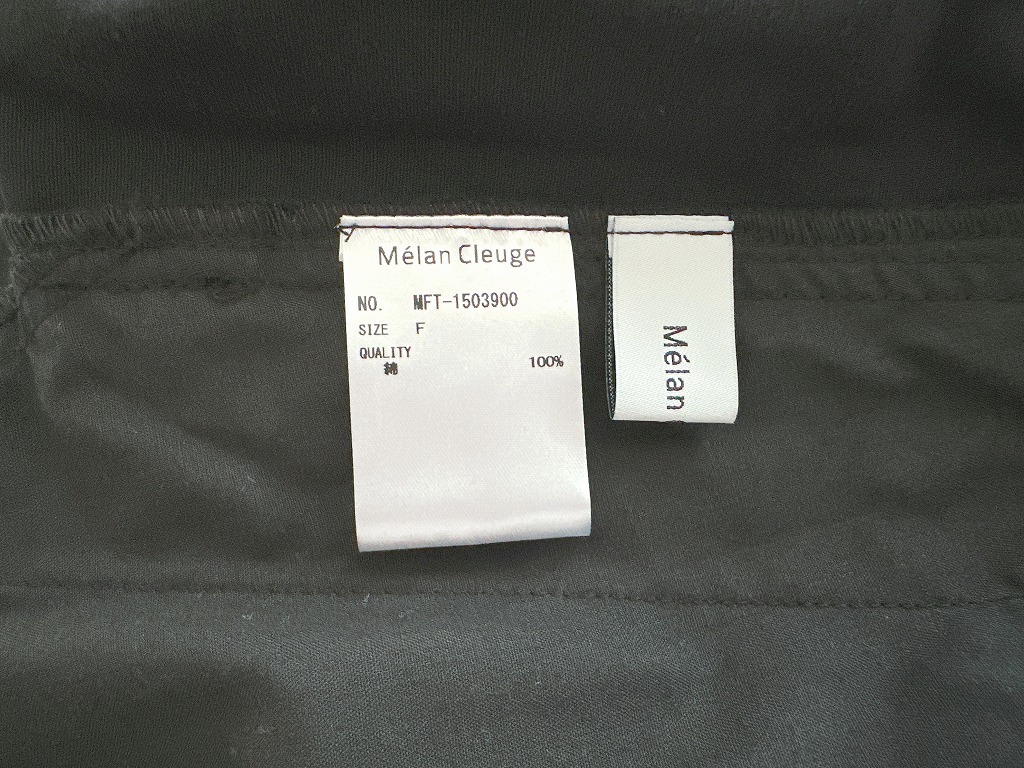 Mélan Cleuge
NO. MFT-1503900
SIZE F
QUALITY
綿 100%
Mélan